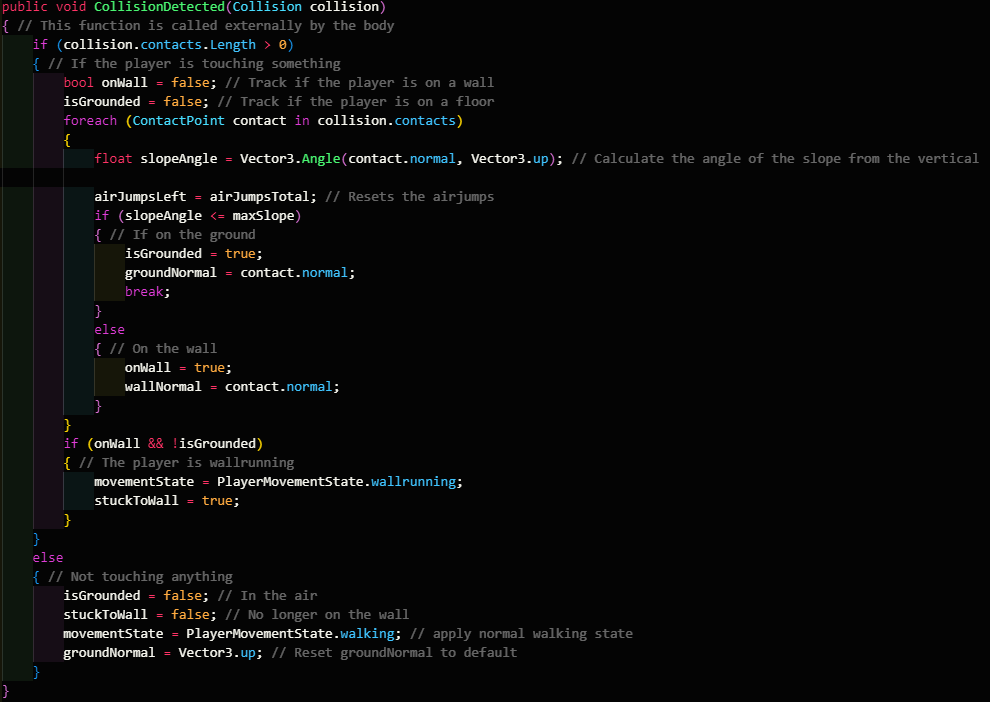 public void CollisionDetected(Collision collision)
{ // This function is called externally by the body
if (collision.contacts.Length > 0)
{ // If the player is touching something
bool onWall = false; // Track if the player is on a wall
isGrounded = false; // Track if the player is on a floor
foreach (ContactPoint contact in collision.contacts)
{
float slopeAngle = Vector3.Angle(contact.normal, Vector3.up); // Calculate the angle of the slope from the vertical
airJumpsLeft = airJumpsTotal; // Resets the airjumps
if (slopeAngle <= maxSlope)
{ // If on the ground
isGrounded = true;
groundNormal = contact.normal;
break;
}
else
{ // On the wall
onWall = true;
wallNormal = contact.normal;
}
}
if (onWall && !isGrounded)
{ // The player is wallrunning
movementState = PlayerMovementState.wallrunning;
stuckToWall = true;
}
}
else
{ // Not touching anything
isGrounded = false; // In the air
stuckToWall = false; // No longer on the wall
movementState = PlayerMovementState.walking; // apply normal walking state
groundNormal = Vector3.up; // Reset groundNormal to default
}
}